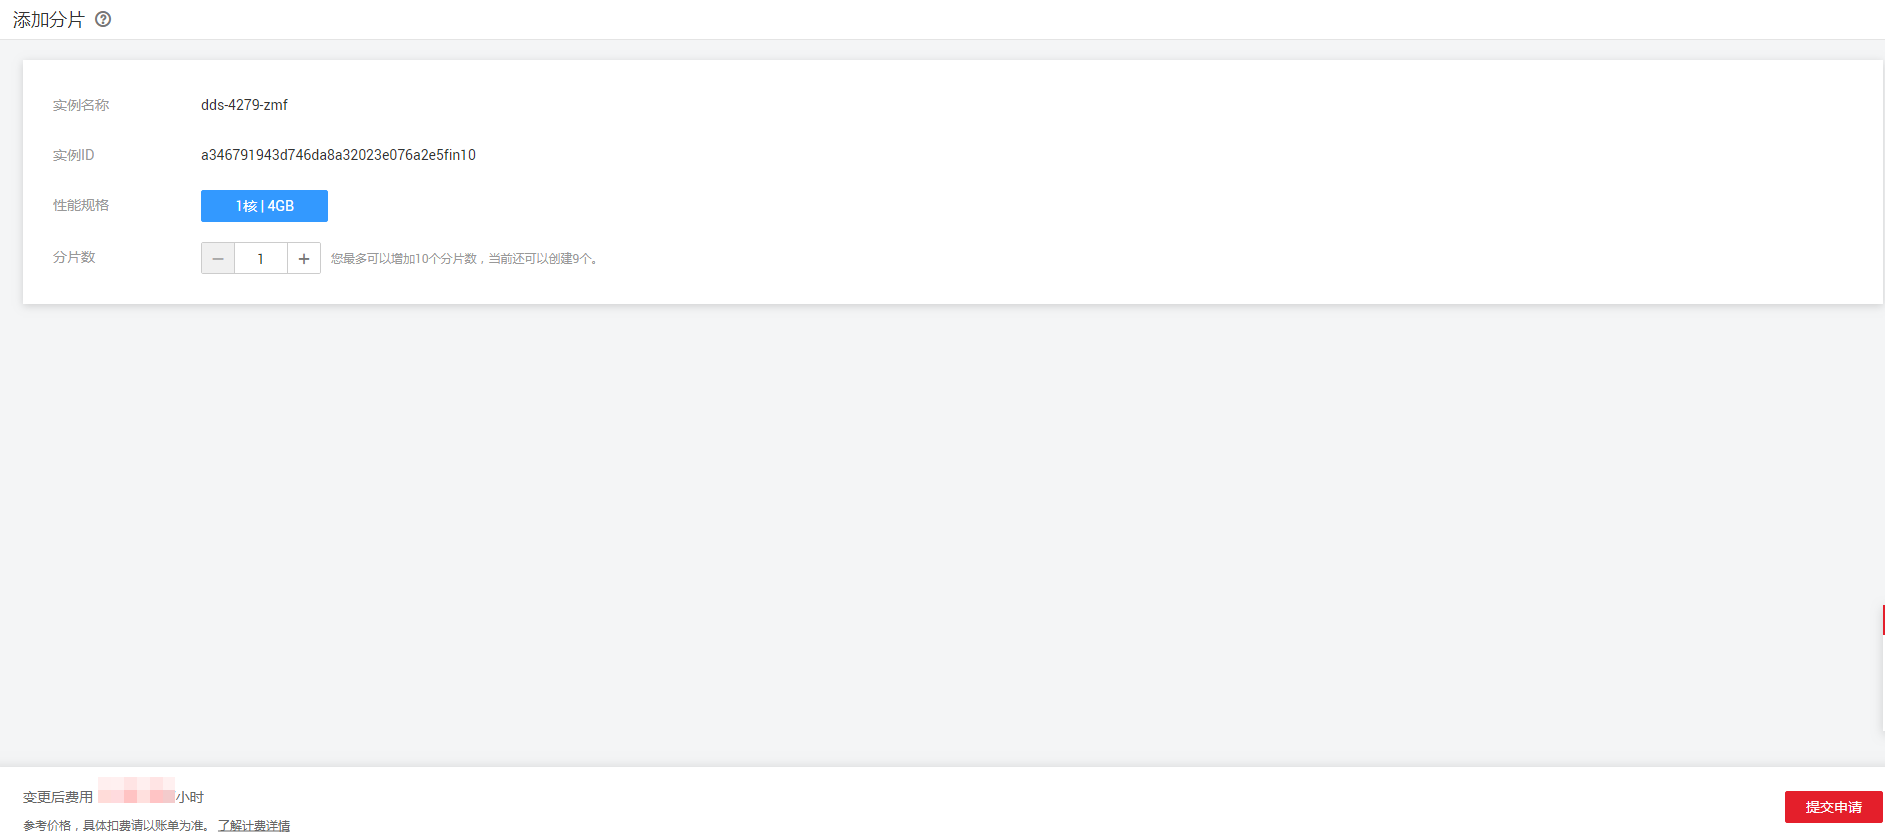 添加分片 ?
实例名称 dds-4279-zmf
实例ID a346791943d746da8a32023e076a2e5fin10
性能规格 1核 | 4GB
分片数 − 1 + 您最多可以增加10个分片数，当前还可以创建9个。
变更后费用 小时
参考价格，具体扣费请以账单为准。 了解计费详情
提交申请